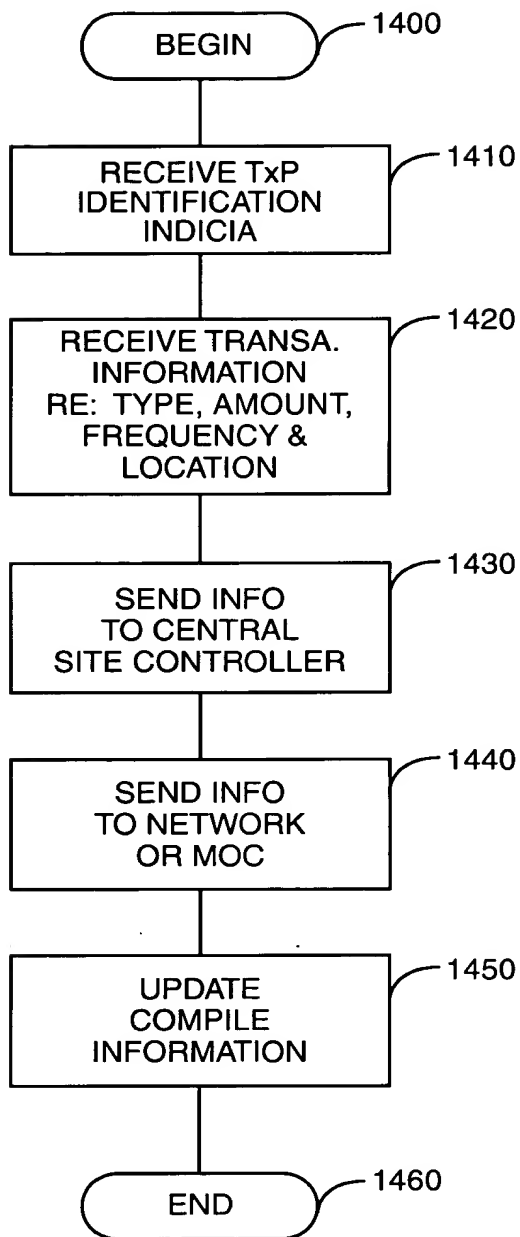 BEGIN
1400
RECEIVE TxP
IDENTIFICATION
INDICIA
1410
RECEIVE TRANSA.
INFORMATION
RE: TYPE, AMOUNT,
FREQUENCY &
LOCATION
1420
SEND INFO
TO CENTRAL
SITE CONTROLLER
1430
SEND INFO
TO NETWORK
OR MOC
1440
UPDATE
COMPILE
INFORMATION
1450
END
1460